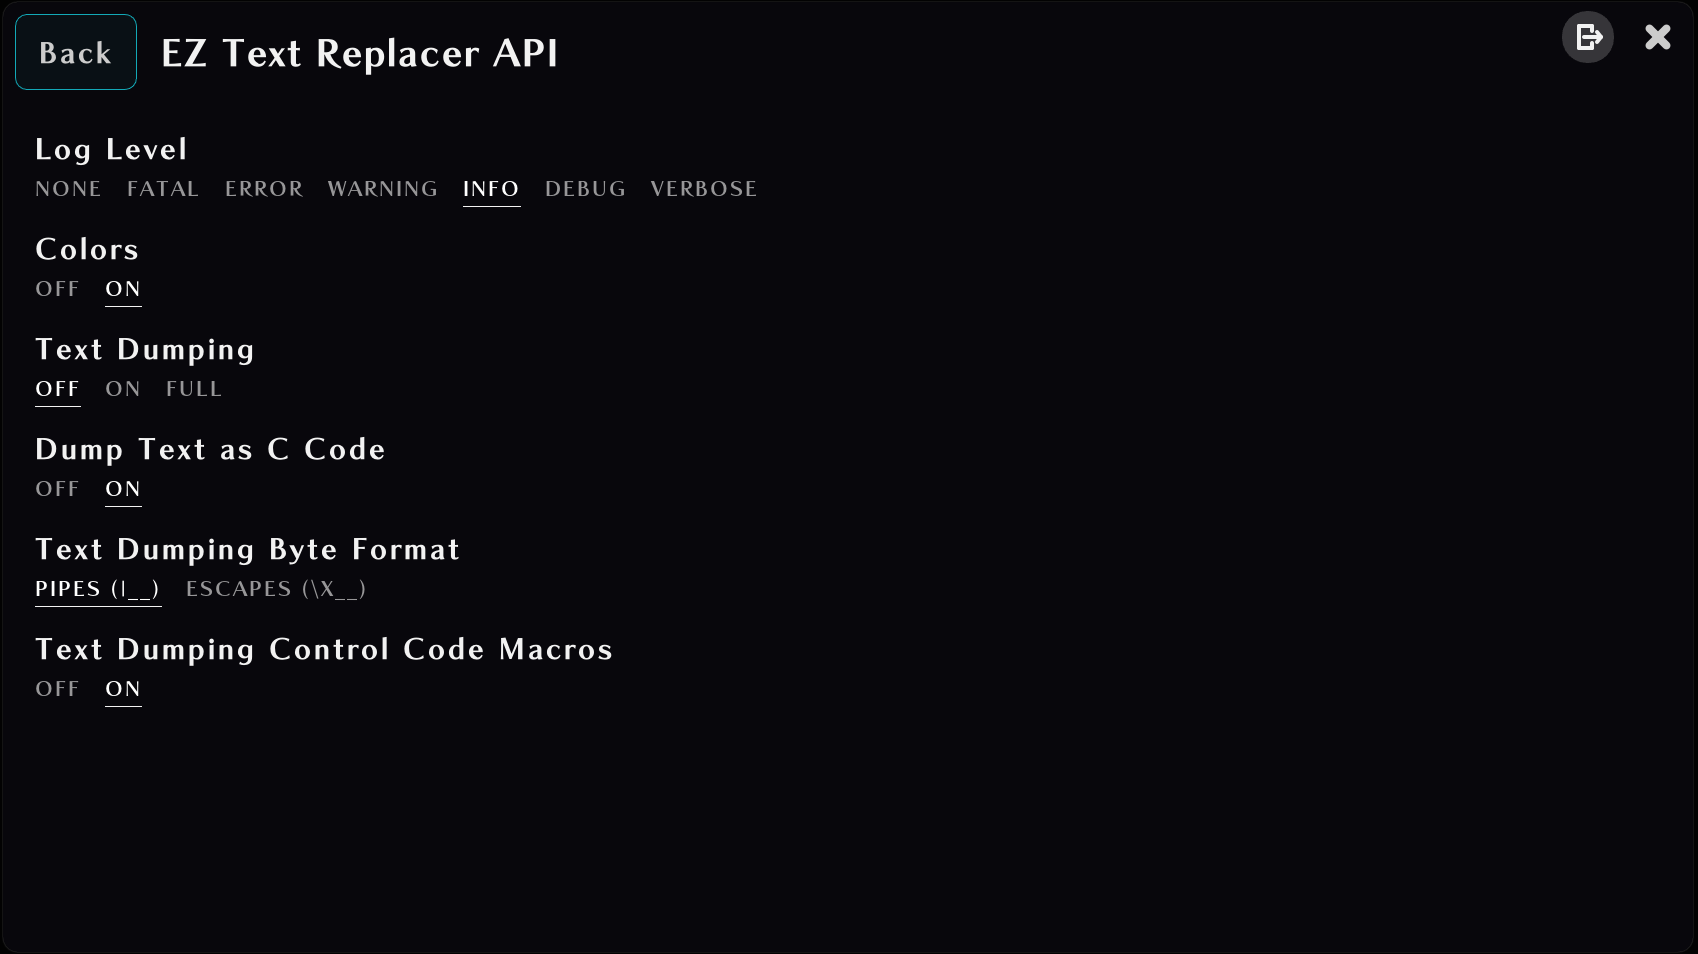 Back
EZ Text Replacer API
Log Level
NONE FATAL ERROR WARNING INFO DEBUG VERBOSE
Colors
OFF ON
Text Dumping
OFF ON FULL
Dump Text as C Code
OFF ON
Text Dumping Byte Format
PIPES (|__) ESCAPES (\X__)
Text Dumping Control Code Macros
OFF ON